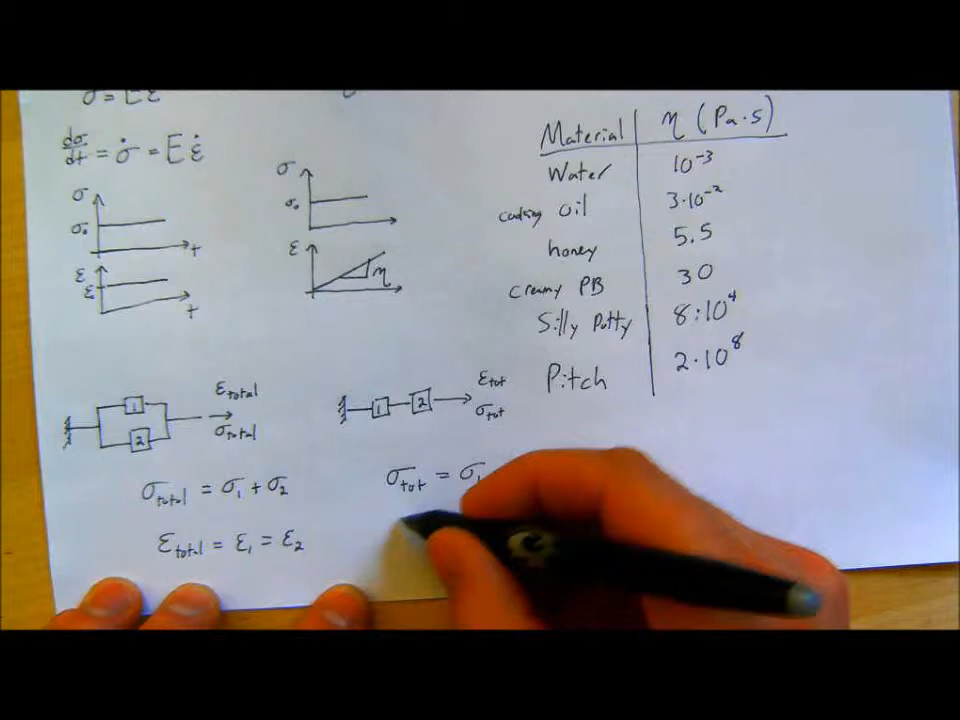 σ = Eε
dσ/dt = σ̇ = E ε̇
σ
σ₀
t
ε
ε
t
σ
σ₀
ε
η
Material | η (Pa·s)
Water | 10⁻³
cooking oil | 3·10⁻²
honey | 5.5
creamy PB | 30
Silly Putty | 8·10⁴
Pitch | 2·10⁸
1
2
ε_total
σ_total
1
2
ε_tot
σ_tot
σ_total = σ₁ + σ₂
ε_total = ε₁ = ε₂
σ_tot = σ₁